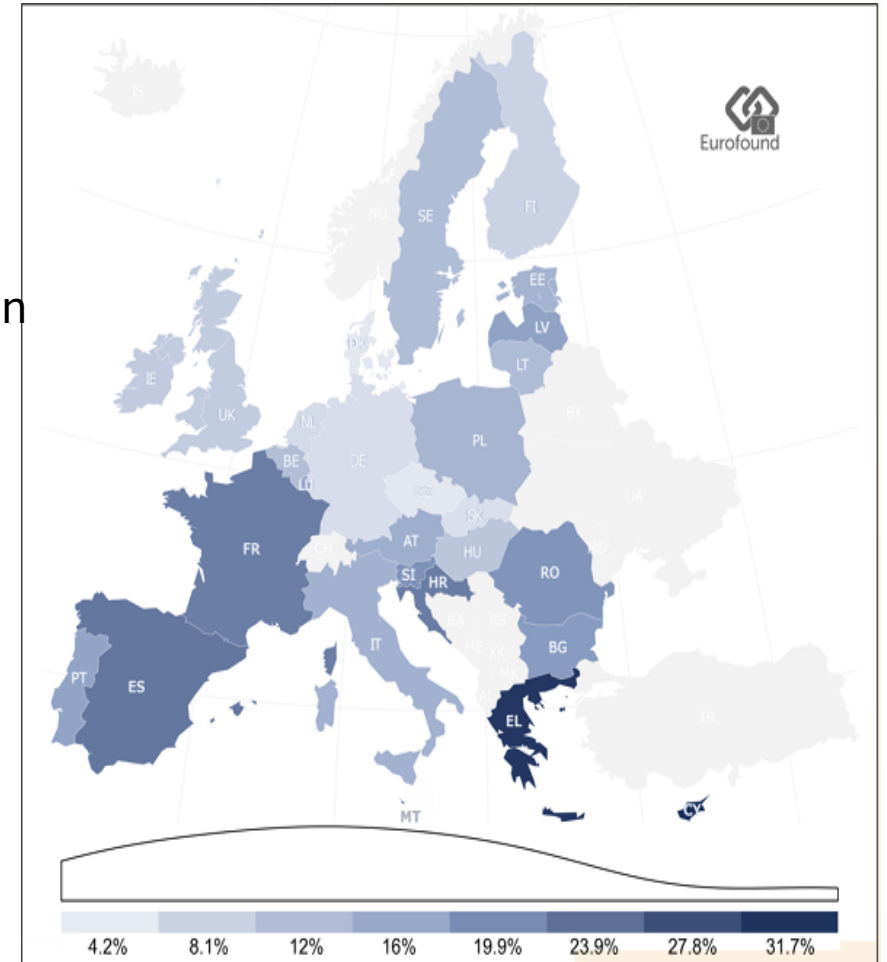 IS
Eurofound
NO
SE
FI
n
EE
LV
DK
LT
IE
BY
UK
NL
PL
BE
DE
LU
CZ
UA
SK
FR
AT
CH
HU
MD
SI
HR
RO
BA
RS
IT
ME
BG
XK
MK
PT
ES
AL
EL
TR
CY
MT
4.2% 8.1% 12% 16% 19.9% 23.9% 27.8% 31.7%